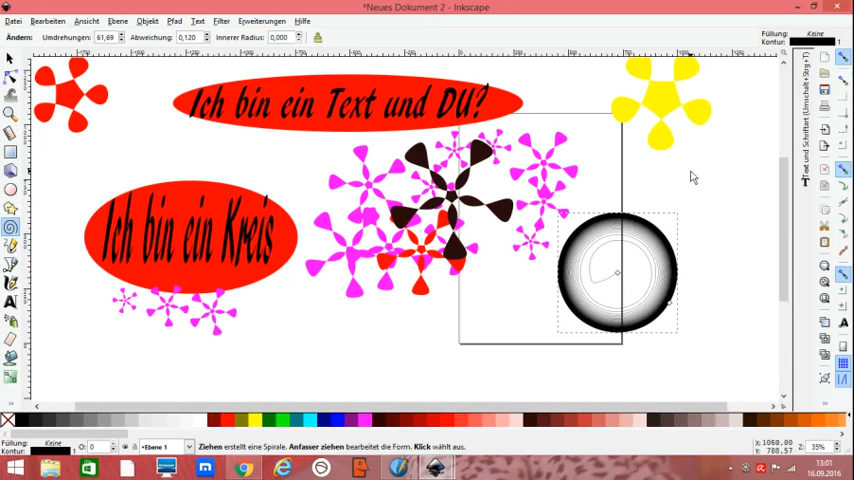 *Neues Dokument 2 - Inkscape
Datei Bearbeiten Ansicht Ebene Objekt Pfad Text Filter Erweiterungen Hilfe
Ändern: Umdrehungen: 61,69 Abweichung: 0,120 Innerer Radius: 0,000
Füllung: Keine
Kontur: 1
Ich bin ein Text und DU?
Ich bin ein Kreis
Text und Schriftart (Umschalt+Strg+T)
Füllung: Keine
Kontur: 1
O: 0
•Ebene 1
Ziehen erstellt eine Spirale. Anfasser ziehen bearbeitet die Form. Klick wählt aus.
X: 1068,00
Y: 788,57
Z: 35%
13:01
16.09.2016